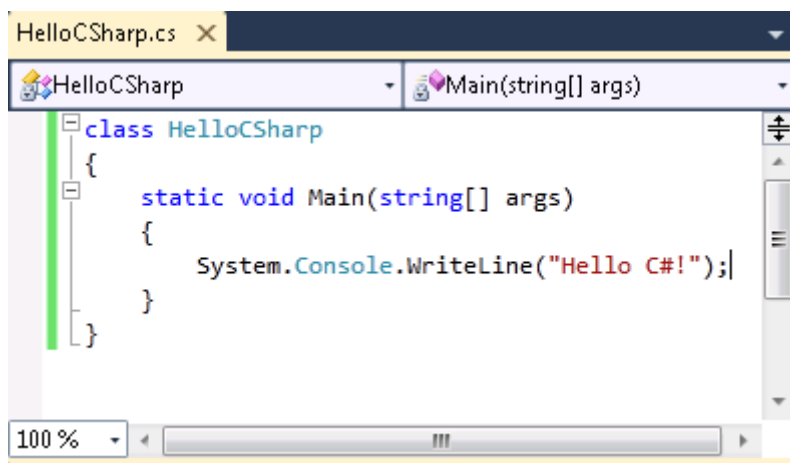 HelloCSharp.cs
HelloCSharp Main(string[] args)
class HelloCSharp
{
    static void Main(string[] args)
    {
        System.Console.WriteLine("Hello C#!");
    }
}
100 %